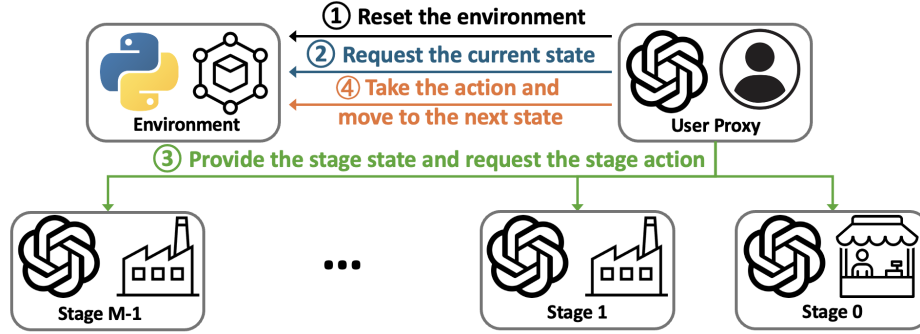 ① Reset the environment
② Request the current state
④ Take the action and
move to the next state
Environment
User Proxy
③ Provide the stage state and request the stage action
...
Stage M-1
Stage 1
Stage 0